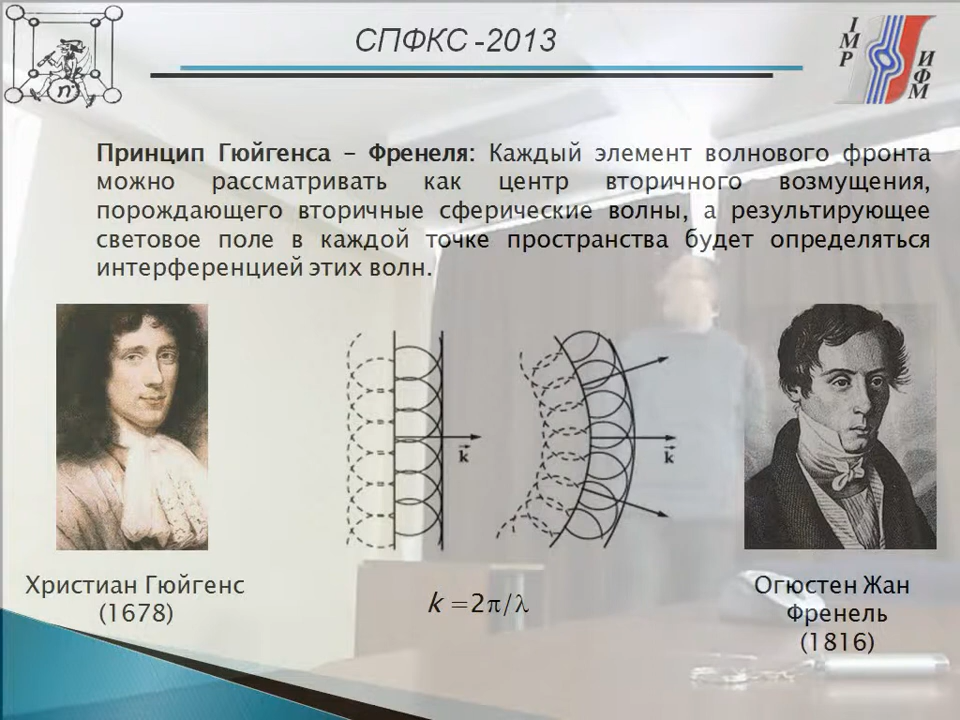 СПФКС -2013
I
M
P
И
Ф
М
n
Принцип Гюйгенса – Френеля: Каждый элемент волнового фронта
можно рассматривать как центр вторичного возмущения,
порождающего вторичные сферические волны, а результирующее
световое поле в каждой точке пространства будет определяться
интерференцией этих волн.
k
k
Христиан Гюйгенс
(1678)
k =2π/λ
Огюстен Жан
Френель
(1816)